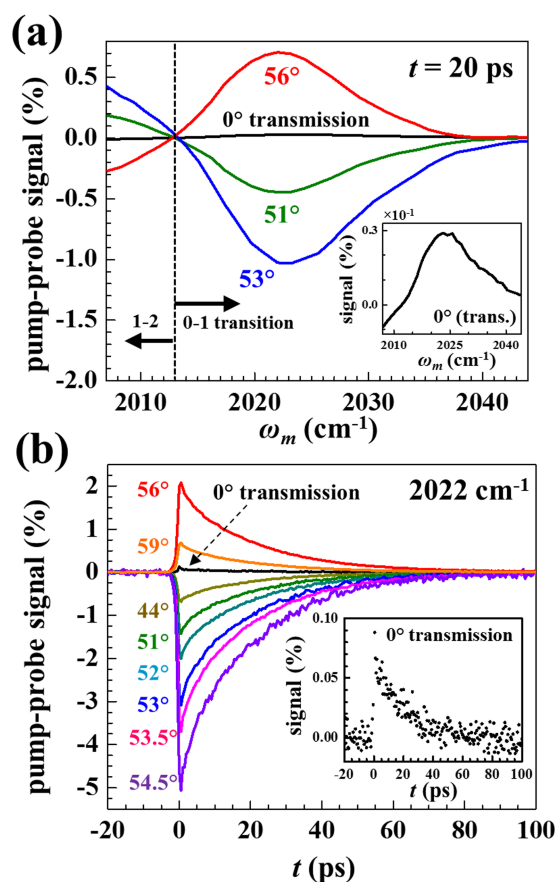 (a)
t = 20 ps
56°
0° transmission
51°
53°
1-2
0-1 transition
pump-probe signal (%)
0.5
0.0
-0.5
-1.0
-1.5
-2.0
2010 2020 2030 2040
ωm (cm-1)
×10-1
signal (%)
0.3
0.0
0° (trans.)
2010 2025 2040
ωm (cm-1)
(b)
2022 cm-1
56°
0° transmission
59°
44°
51°
52°
53°
53.5°
54.5°
pump-probe signal (%)
2
1
0
-1
-2
-3
-4
-5
-20 0 20 40 60 80 100
t (ps)
0.10
0° transmission
signal (%)
0.05
0.00
-20 0 20 40 60 80 100
t (ps)